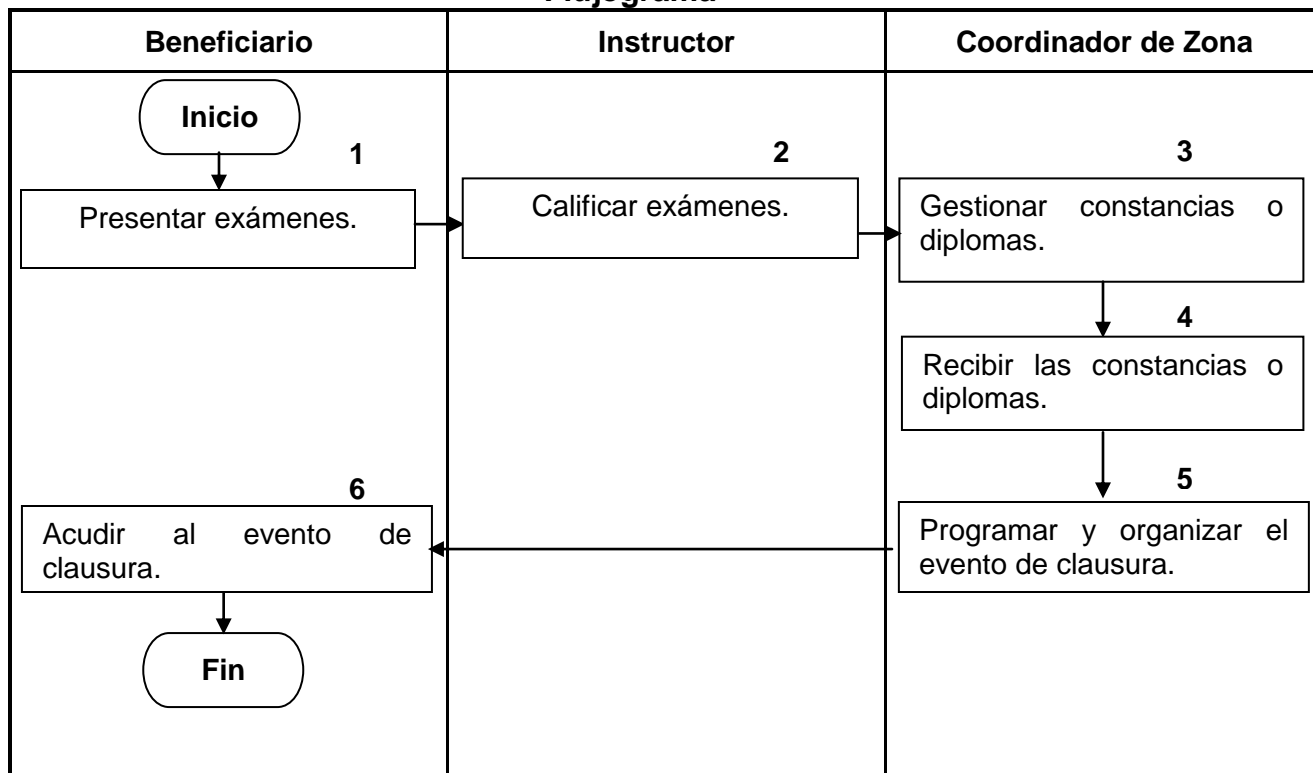 Beneficiario
Instructor
Coordinador de Zona
Inicio
1
Presentar exámenes.
2
Calificar exámenes.
3
Gestionar constancias o
diplomas.
4
Recibir las constancias o
diplomas.
5
Programar y organizar el
evento de clausura.
6
Acudir al evento de
clausura.
Fin